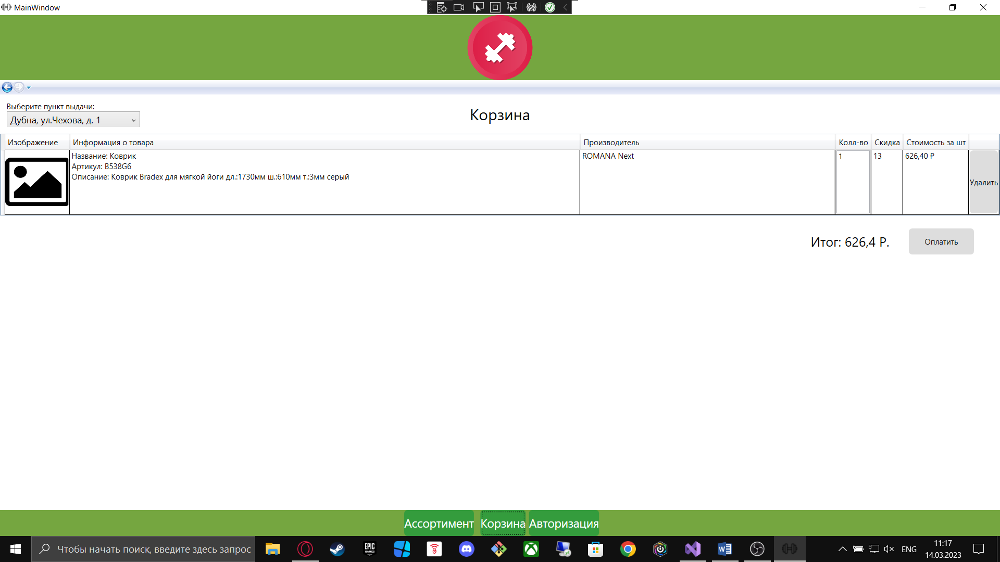 MainWindow
Выберите пункт выдачи:
Дубна, ул.Чехова, д. 1
Корзина
Изображение Информация о товара Производитель Колл-во Скидка Стоимость за шт
Название: Коврик ROMANA Next 1 13 626,40 ₽
Артикул: B538G6
Описание: Коврик Bradex для мягкой йоги дл.:1730мм ш.:610мм т.:3мм серый
Удалить
Итог: 626,4 Р. Оплатить
Ассортимент Корзина Авторизация
Чтобы начать поиск, введите здесь запрос
EPIC
GAMES
ENG
11:17
14.03.2023